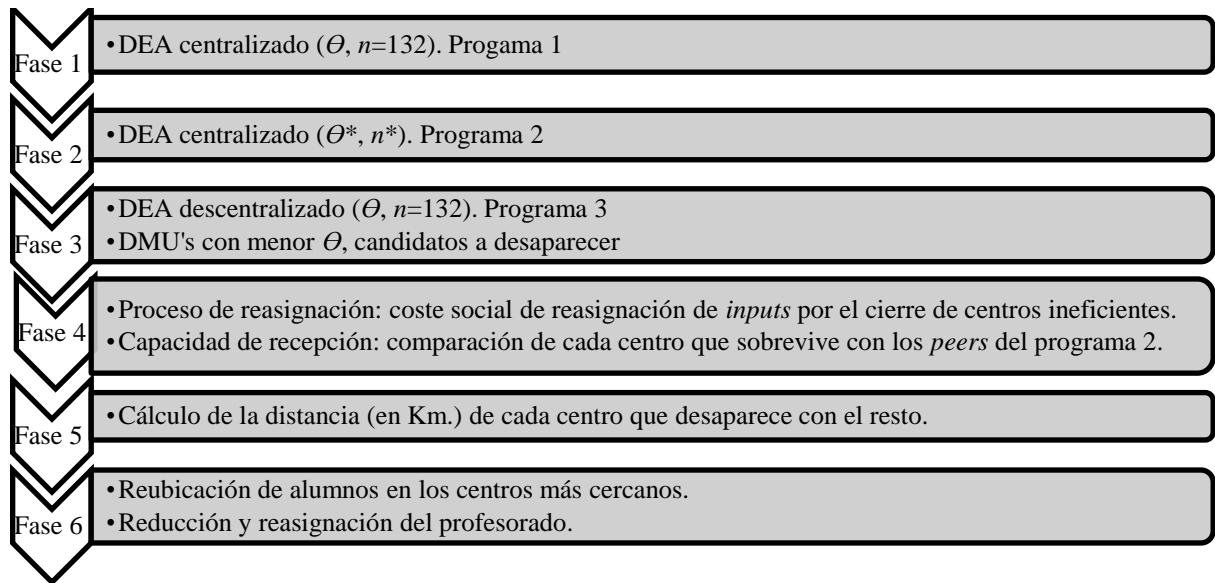 Fase 1
•DEA centralizado (Ɵ, n=132). Progama 1
Fase 2
•DEA centralizado (Ɵ*, n*). Programa 2
Fase 3
•DEA descentralizado (Ɵ, n=132). Programa 3
•DMU's con menor Ɵ, candidatos a desaparecer
Fase 4
•Proceso de reasignación: coste social de reasignación de inputs por el cierre de centros ineficientes.
•Capacidad de recepción: comparación de cada centro que sobrevive con los peers del programa 2.
Fase 5
•Cálculo de la distancia (en Km.) de cada centro que desaparece con el resto.
Fase 6
•Reubicación de alumnos en los centros más cercanos.
•Reducción y reasignación del profesorado.